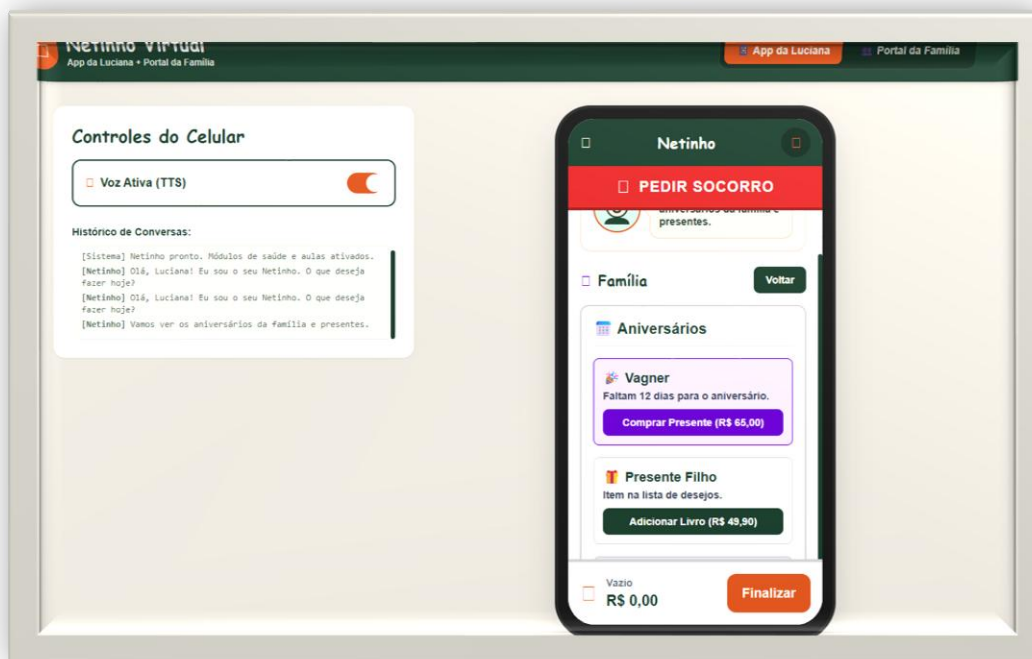 Netinho Virtual
App da Luciana + Portal da Família
App da Luciana
Portal da Família
Controles do Celular
Voz Ativa (TTS)
Histórico de Conversas:
[Sistema] Netinho pronto. Módulos de saúde e aulas ativados.
[Netinho] Olá, Luciana! Eu sou o seu Netinho. O que deseja
fazer hoje?
[Netinho] Olá, Luciana! Eu sou o seu Netinho. O que deseja
fazer hoje?
[Netinho] Vamos ver os aniversários da família e presentes.
Netinho
PEDIR SOCORRO
aniversários da família e
presentes.
Família
Voltar
Aniversários
Vagner
Faltam 12 dias para o aniversário.
Comprar Presente (R$ 65,00)
Presente Filho
Item na lista de desejos.
Adicionar Livro (R$ 49,90)
Vazio
R$ 0,00
Finalizar